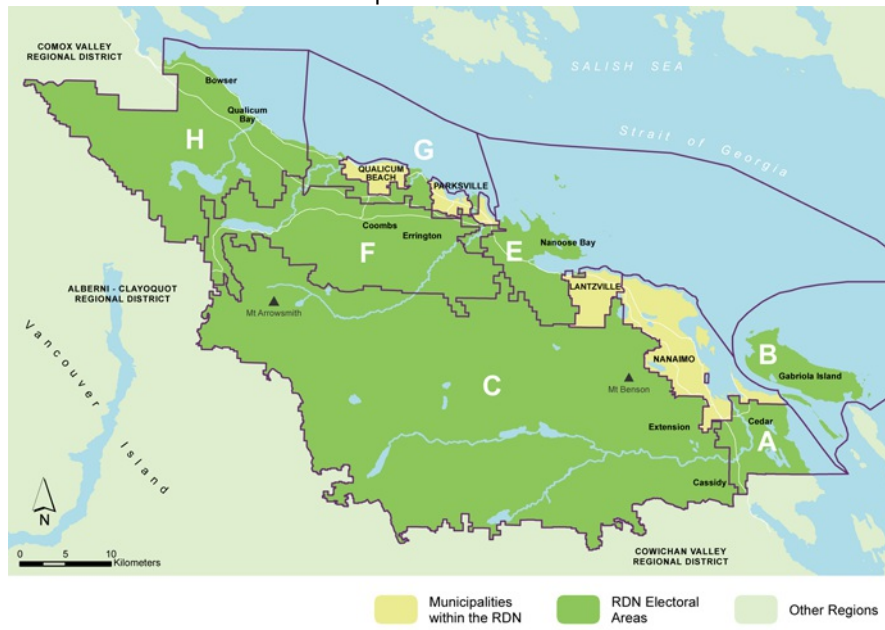 COMOX VALLEY
REGIONAL DISTRICT
SALISH SEA
Bowser
Qualicum
Bay
Strait of Georgia
H
G
QUALICUM
BEACH
PARKSVILLE
Coombs
Errington
F
E
Nanoose Bay
ALBERNI - CLAYOQUOT
REGIONAL DISTRICT
LANTZVILLE
Mt Arrowsmith
Vancouver Island
NANAIMO
B
Gabriola Island
C
Mt Benson
Extension
Cedar
A
Cassidy
N
0 5 10
Kilometers
COWICHAN VALLEY
REGIONAL DISTRICT
Municipalities
within the RDN
RDN Electoral
Areas
Other Regions